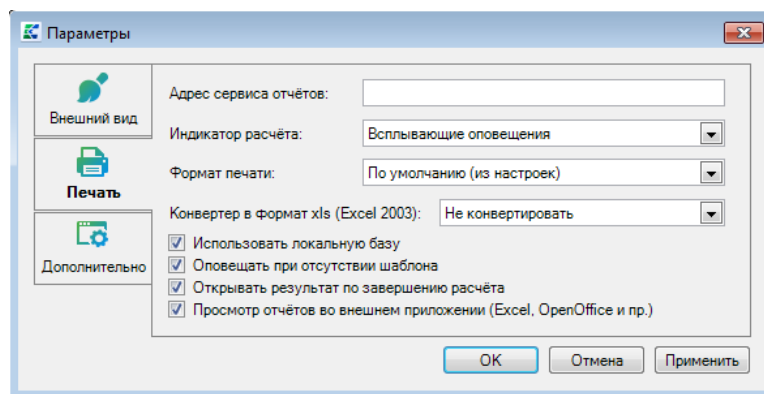 Параметры
Внешний вид
Печать
Дополнительно
Адрес сервиса отчётов:
Индикатор расчёта: Всплывающие оповещения
Формат печати: По умолчанию (из настроек)
Конвертер в формат xls (Excel 2003): Не конвертировать
Использовать локальную базу
Оповещать при отсутствии шаблона
Открывать результат по завершению расчёта
Просмотр отчётов во внешнем приложении (Excel, OpenOffice и пр.)
OK Отмена Применить